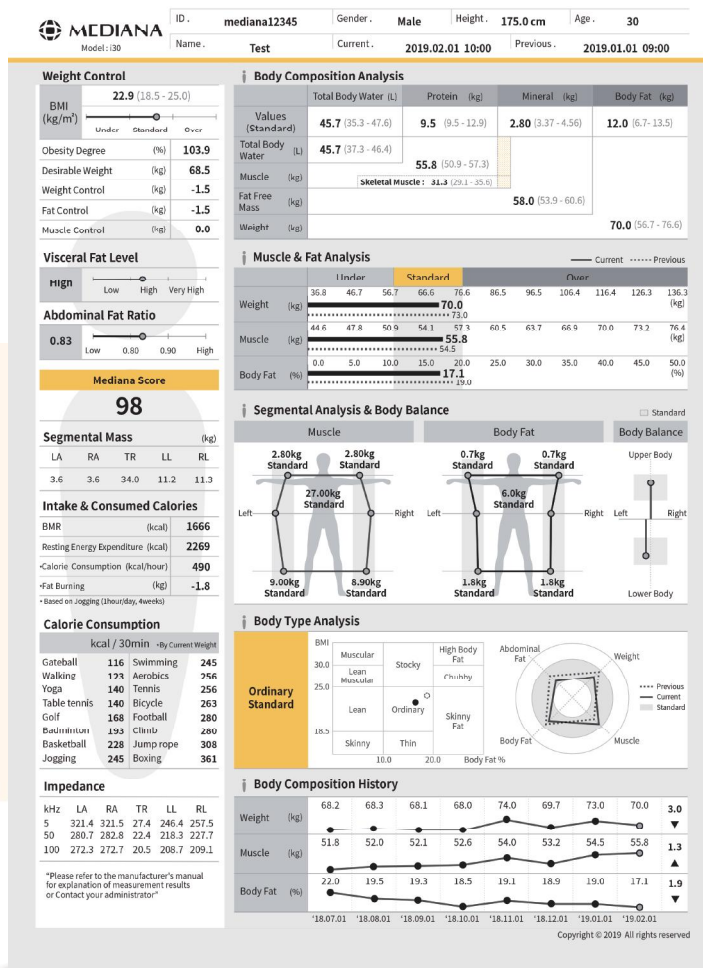 MEDIANA
Model : i30
ID . mediana12345 Gender . Male Height . 175.0 cm Age . 30
Name . Test Current . 2019.02.01 10:00 Previous . 2019.01.01 09:00
Weight Control
BMI (kg/m²) 22.9 (18.5 - 25.0)
Under Standard Over
Obesity Degree (%) 103.9
Desirable Weight (kg) 68.5
Weight Control (kg) -1.5
Fat Control (kg) -1.5
Muscle Control (kg) 0.0
Visceral Fat Level
High
Low High Very High
Abdominal Fat Ratio
0.83
Low 0.80 0.90 High
Mediana Score
98
Segmental Mass (kg)
LA RA TR LL RL
3.6 3.6 34.0 11.2 11.3
Intake & Consumed Calories
BMR (kcal) 1666
Resting Energy Expenditure (kcal) 2269
•Calorie Consumption (kcal/hour) 490
•Fat Burning (kg) -1.8
• Based on Jogging (1hour/day, 4weeks)
Calorie Consumption
kcal / 30min •By Current Weight
Gateball 116 Swimming 245
Walking 123 Aerobics 256
Yoga 140 Tennis 256
Table tennis 140 Bicycle 263
Golf 168 Football 280
Badminton 193 Climb 280
Basketball 228 Jump rope 308
Jogging 245 Boxing 361
Impedance
kHz LA RA TR LL RL
5 321.4 321.5 27.4 246.4 257.5
50 280.7 282.8 22.4 218.3 227.7
100 272.3 272.7 20.5 208.7 209.1
"Please refer to the manufacturer's manual
for explanation of measurement results
or Contact your administrator"
Body Composition Analysis
Total Body Water (L) Protein (kg) Mineral (kg) Body Fat (kg)
Values (Standard) 45.7 (35.3 - 47.6) 9.5 (9.5 - 12.9) 2.80 (3.37 - 4.56) 12.0 (6.7- 13.5)
Total Body Water (L) 45.7 (37.3 - 46.4)
Muscle (kg) 55.8 (50.9 - 57.3)
Skeletal Muscle : 31.3 (29.1 - 35.6)
Fat Free Mass (kg) 58.0 (53.9 - 60.6)
Weight (kg) 70.0 (56.7 - 76.6)
Muscle & Fat Analysis
Current Previous
Under Standard Over
Weight (kg) 36.8 46.7 56.7 66.6 76.6 86.5 96.5 106.4 116.4 126.3 136.3 (kg)
70.0
73.0
Muscle (kg) 44.6 47.8 50.9 54.1 57.3 60.5 63.7 66.9 70.0 73.2 76.4 (kg)
55.8
54.5
Body Fat (%) 0.0 5.0 10.0 15.0 20.0 25.0 30.0 35.0 40.0 45.0 50.0 (%)
17.1
19.0
Segmental Analysis & Body Balance
Standard
Muscle Body Fat Body Balance
2.80kg Standard 2.80kg Standard
27.00kg Standard
Left Right
9.00kg Standard 8.90kg Standard
0.7kg Standard 0.7kg Standard
6.0kg Standard
Left Right
1.8kg Standard 1.8kg Standard
Upper Body
Left Right
Lower Body
Body Type Analysis
Ordinary
Standard
BMI
30.0
25.0
18.5
Muscular Stocky High Body Fat
Lean Muscular Chubby
Lean Ordinary Skinny Fat
Skinny Thin
10.0 20.0 Body Fat %
Abdominal Fat Weight
Body Fat Muscle
Previous
Current
Standard
Body Composition History
Weight (kg) 68.2 68.3 68.1 68.0 74.0 69.7 73.0 70.0 3.0 ▼
Muscle (kg) 51.8 52.0 52.1 52.6 54.0 53.2 54.5 55.8 1.3 ▲
Body Fat (%) 22.0 19.5 19.3 18.5 19.1 18.9 19.0 17.1 1.9 ▼
'18.07.01 '18.08.01 '18.09.01 '18.10.01 '18.11.01 '18.12.01 '19.01.01 '19.02.01
Copyright © 2019 All rights reserved